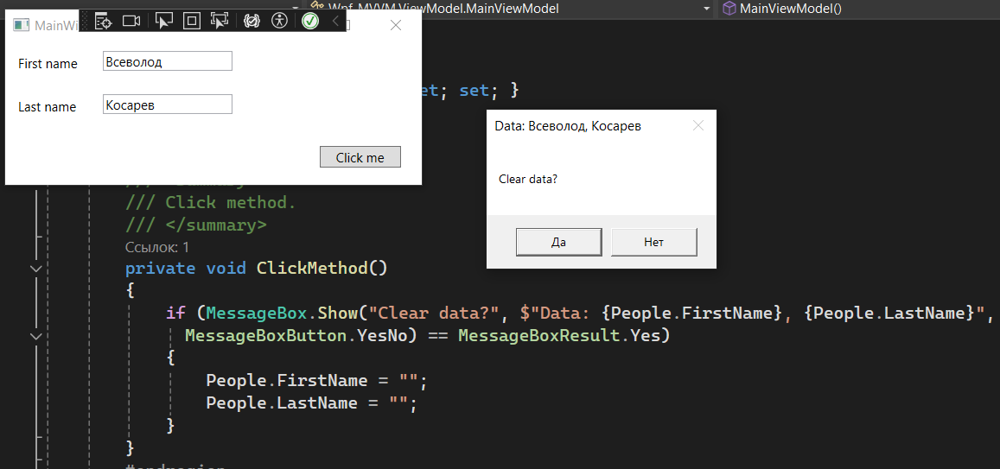 Wpf_MVVM.ViewModel.MainViewModel
MainViewModel()
MainWi
First name
Всеволод
Last name
Косарев
Click me
et; set; }
Data: Всеволод, Косарев
Clear data?
Да
Нет
/// Click method.
/// </summary>
Ссылок: 1
private void ClickMethod()
{
if (MessageBox.Show("Clear data?", $"Data: {People.FirstName}, {People.LastName}",
MessageBoxButton.YesNo) == MessageBoxResult.Yes)
{
People.FirstName = "";
People.LastName = "";
}
}